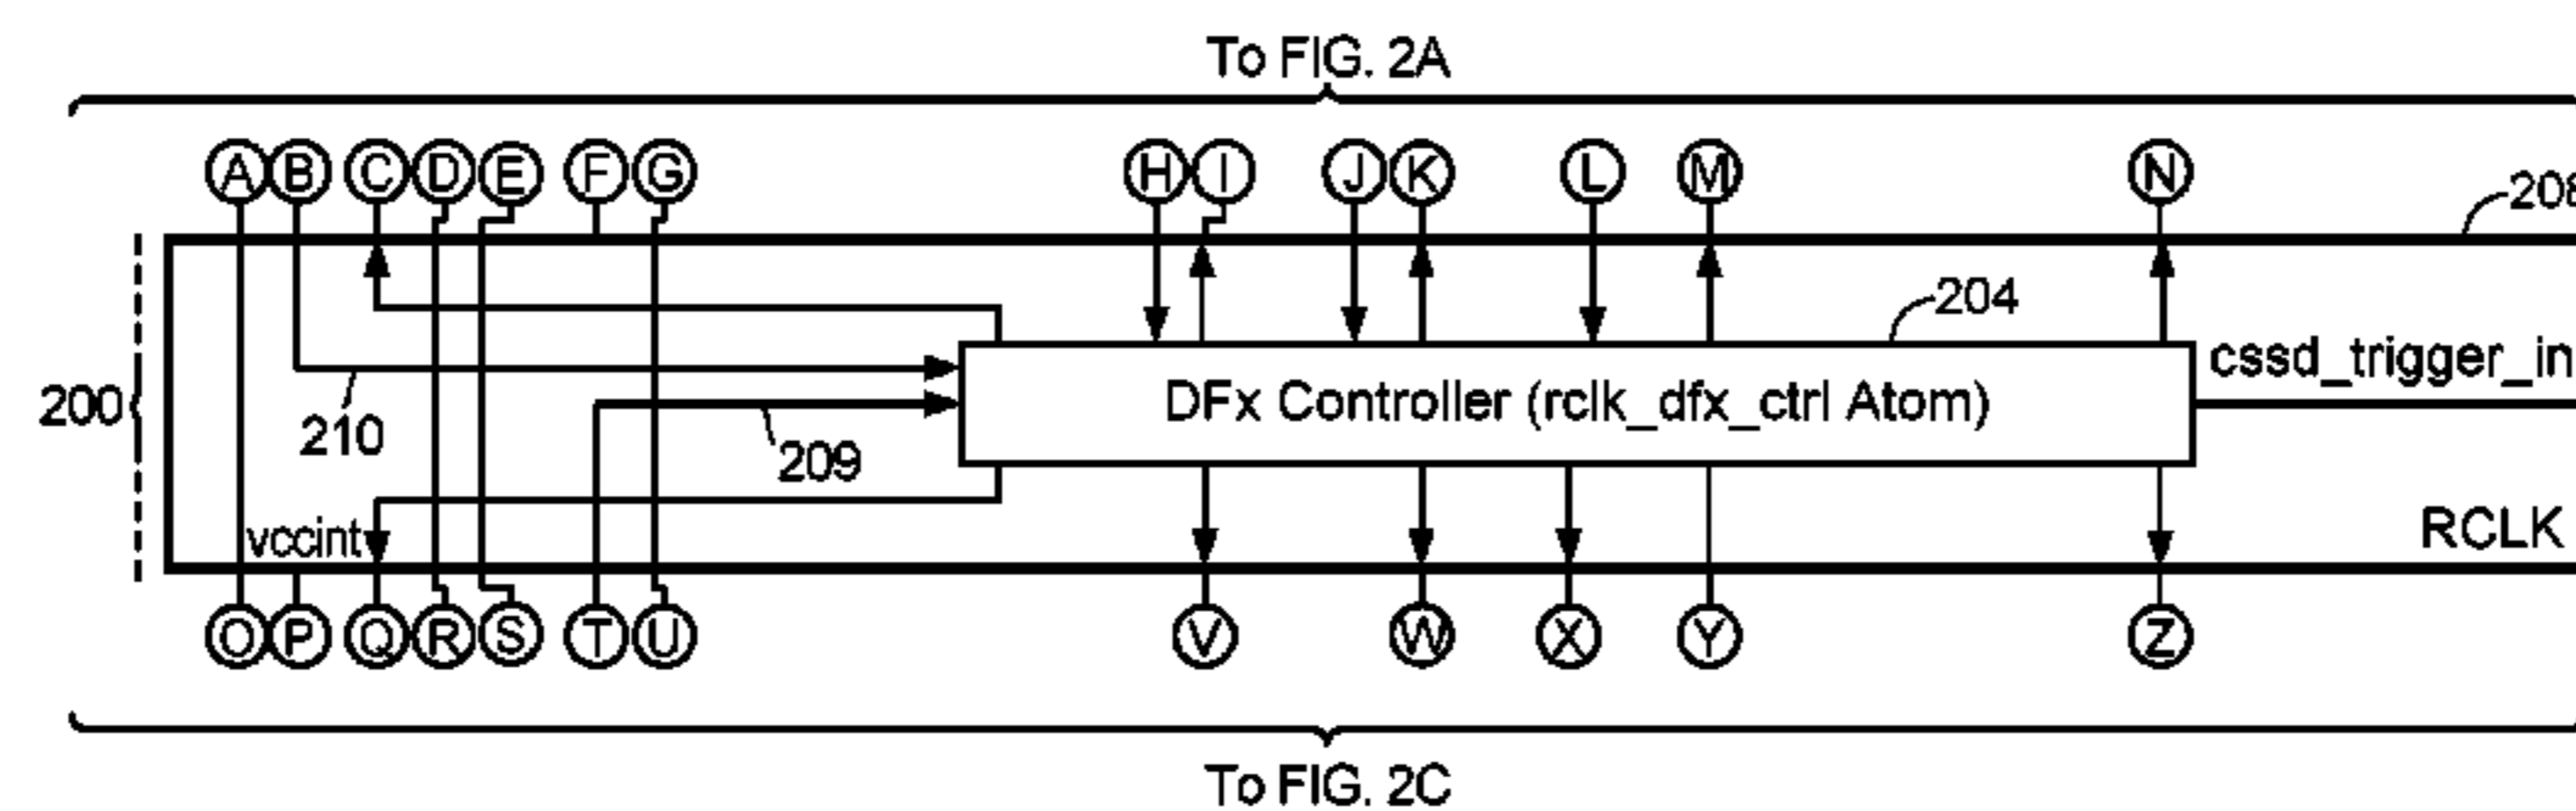 To FIG. 2A
A B C D E F G H I J K L M N
208
204
cssd_trigger_in
200
DFx Controller (rclk_dfx_ctrl Atom)
210
209
vccint
RCLK
O P Q R S T U V W X Y Z
To FIG. 2C